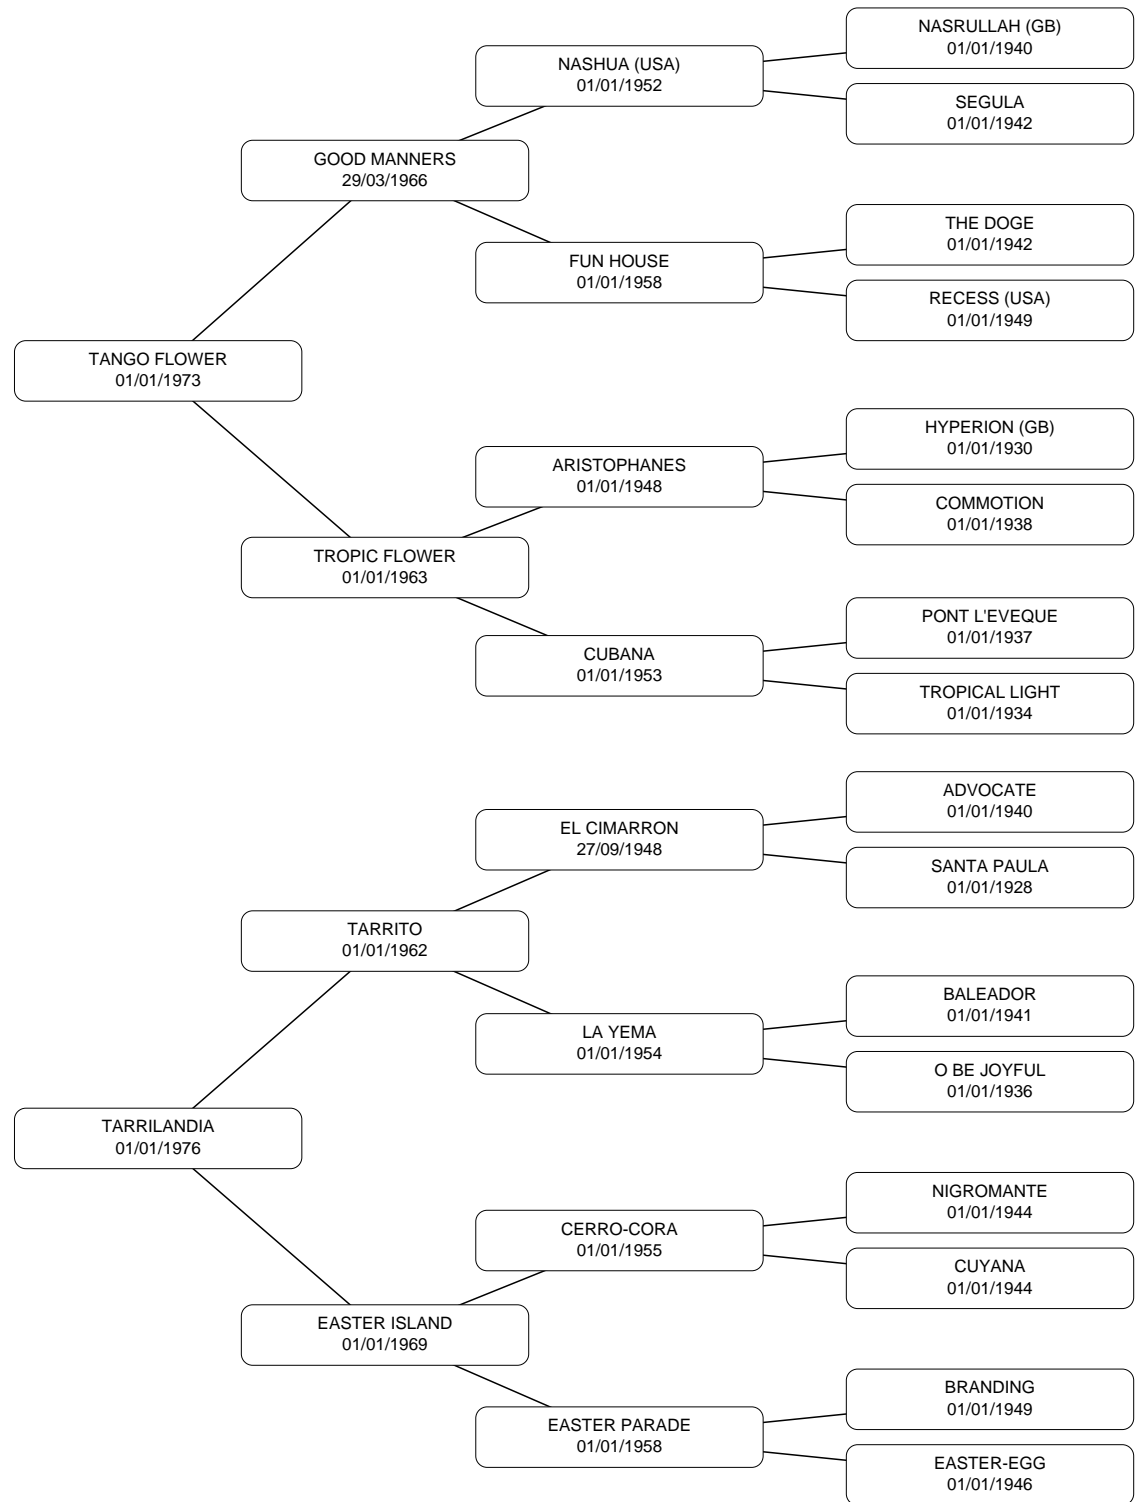 NASRULLAH (GB)
01/01/1940
NASHUA (USA)
01/01/1952
SEGULA
01/01/1942
GOOD MANNERS
29/03/1966
THE DOGE
01/01/1942
FUN HOUSE
01/01/1958
RECESS (USA)
01/01/1949
TANGO FLOWER
01/01/1973
HYPERION (GB)
01/01/1930
ARISTOPHANES
01/01/1948
COMMOTION
01/01/1938
TROPIC FLOWER
01/01/1963
PONT L'EVEQUE
01/01/1937
CUBANA
01/01/1953
TROPICAL LIGHT
01/01/1934
ADVOCATE
01/01/1940
EL CIMARRON
27/09/1948
SANTA PAULA
01/01/1928
TARRITO
01/01/1962
BALEADOR
01/01/1941
LA YEMA
01/01/1954
O BE JOYFUL
01/01/1936
TARRILANDIA
01/01/1976
NIGROMANTE
01/01/1944
CERRO-CORA
01/01/1955
CUYANA
01/01/1944
EASTER ISLAND
01/01/1969
BRANDING
01/01/1949
EASTER PARADE
01/01/1958
EASTER-EGG
01/01/1946